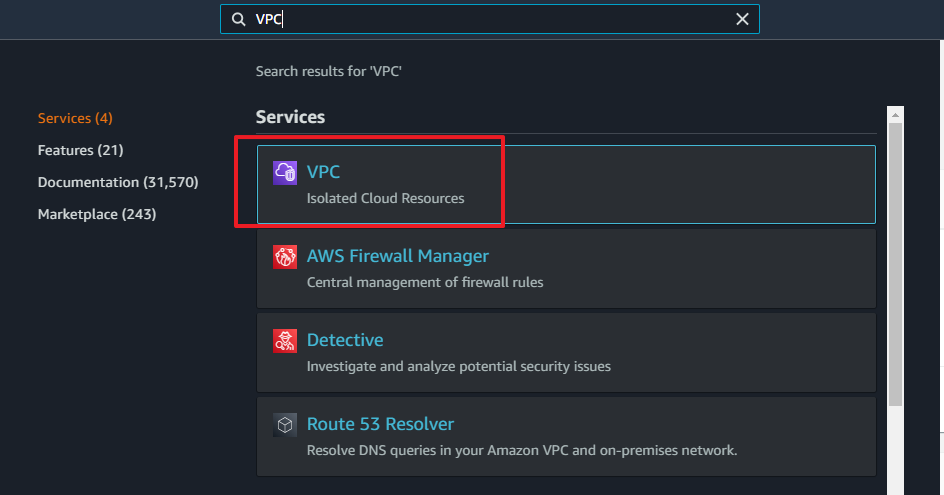 VPC
Search results for 'VPC'
Services (4)
Features (21)
Documentation (31,570)
Marketplace (243)
Services
VPC
Isolated Cloud Resources
AWS Firewall Manager
Central management of firewall rules
Detective
Investigate and analyze potential security issues
Route 53 Resolver
Resolve DNS queries in your Amazon VPC and on-premises network.